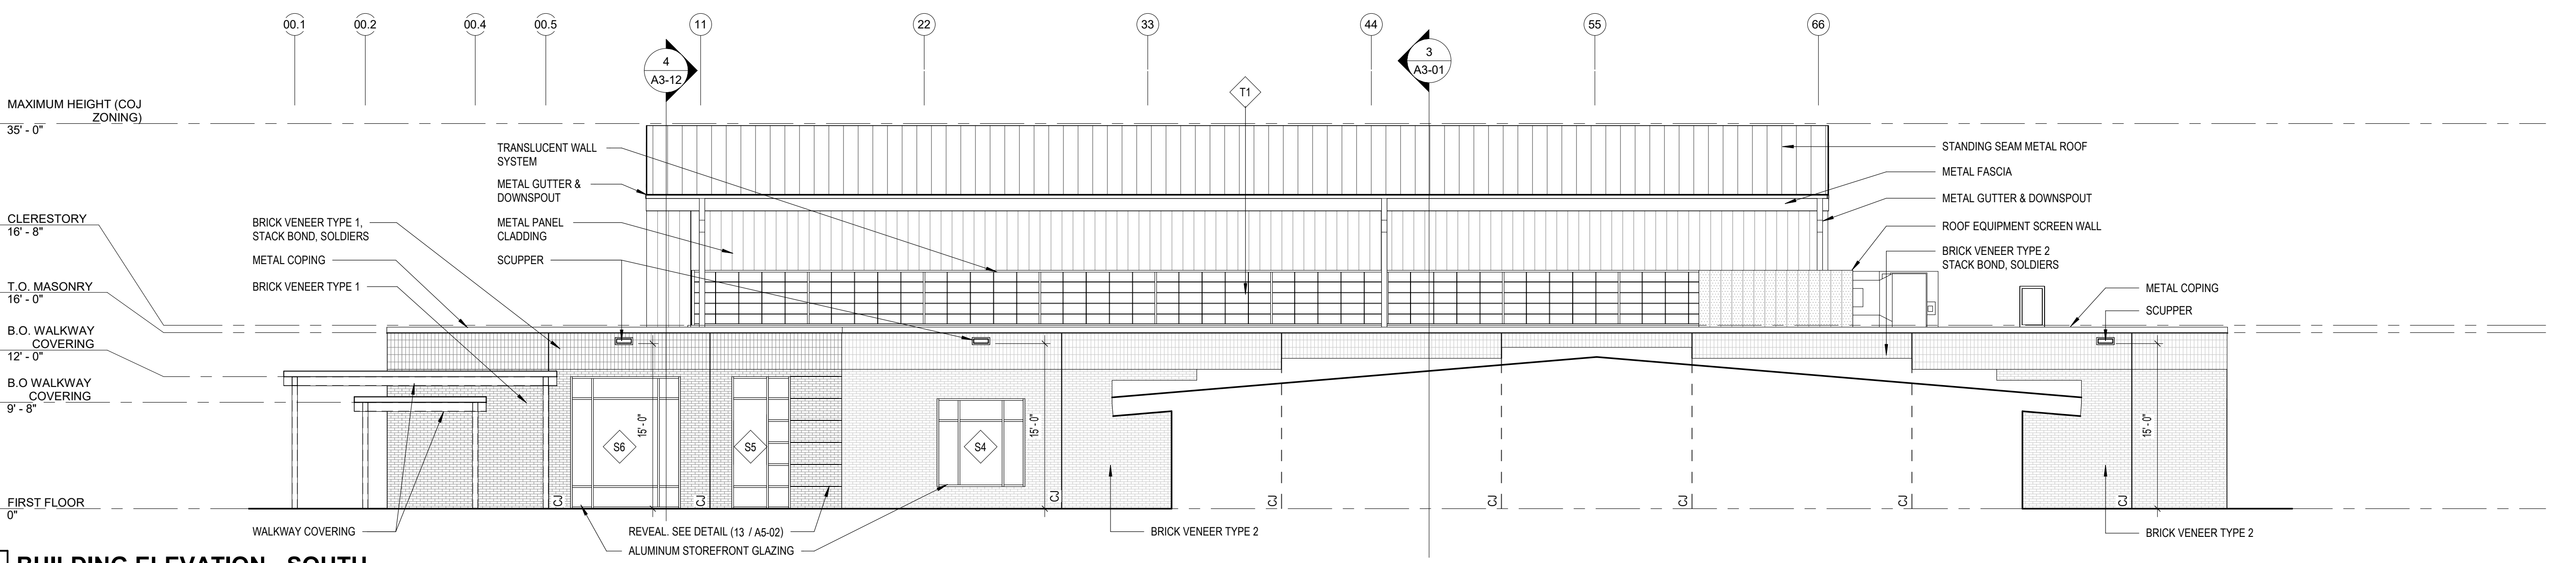 00.1
00.2
00.4
00.5
11
22
33
44
55
66
4
A3-12
3
A3-01
T1
MAXIMUM HEIGHT (COJ
ZONING)
35' - 0"
CLERESTORY
16' - 8"
T.O. MASONRY
16' - 0"
B.O. WALKWAY
COVERING
12' - 0"
B.O WALKWAY
COVERING
9' - 8"
FIRST FLOOR
0"
BRICK VENEER TYPE 1,
STACK BOND, SOLDIERS
METAL COPING
BRICK VENEER TYPE 1
TRANSLUCENT WALL
SYSTEM
METAL GUTTER &
DOWNSPOUT
METAL PANEL
CLADDING
SCUPPER
STANDING SEAM METAL ROOF
METAL FASCIA
METAL GUTTER & DOWNSPOUT
ROOF EQUIPMENT SCREEN WALL
BRICK VENEER TYPE 2
STACK BOND, SOLDIERS
METAL COPING
SCUPPER
S6
15' - 0"
S5
S4
15' - 0"
15' - 0"
CJ
CJ
CJ
CJ
CJ
CJ
CJ
CJ
WALKWAY COVERING
REVEAL. SEE DETAIL (13 / A5-02)
ALUMINUM STOREFRONT GLAZING
BRICK VENEER TYPE 2
BRICK VENEER TYPE 2
BUILDING ELEVATION - SOUTH